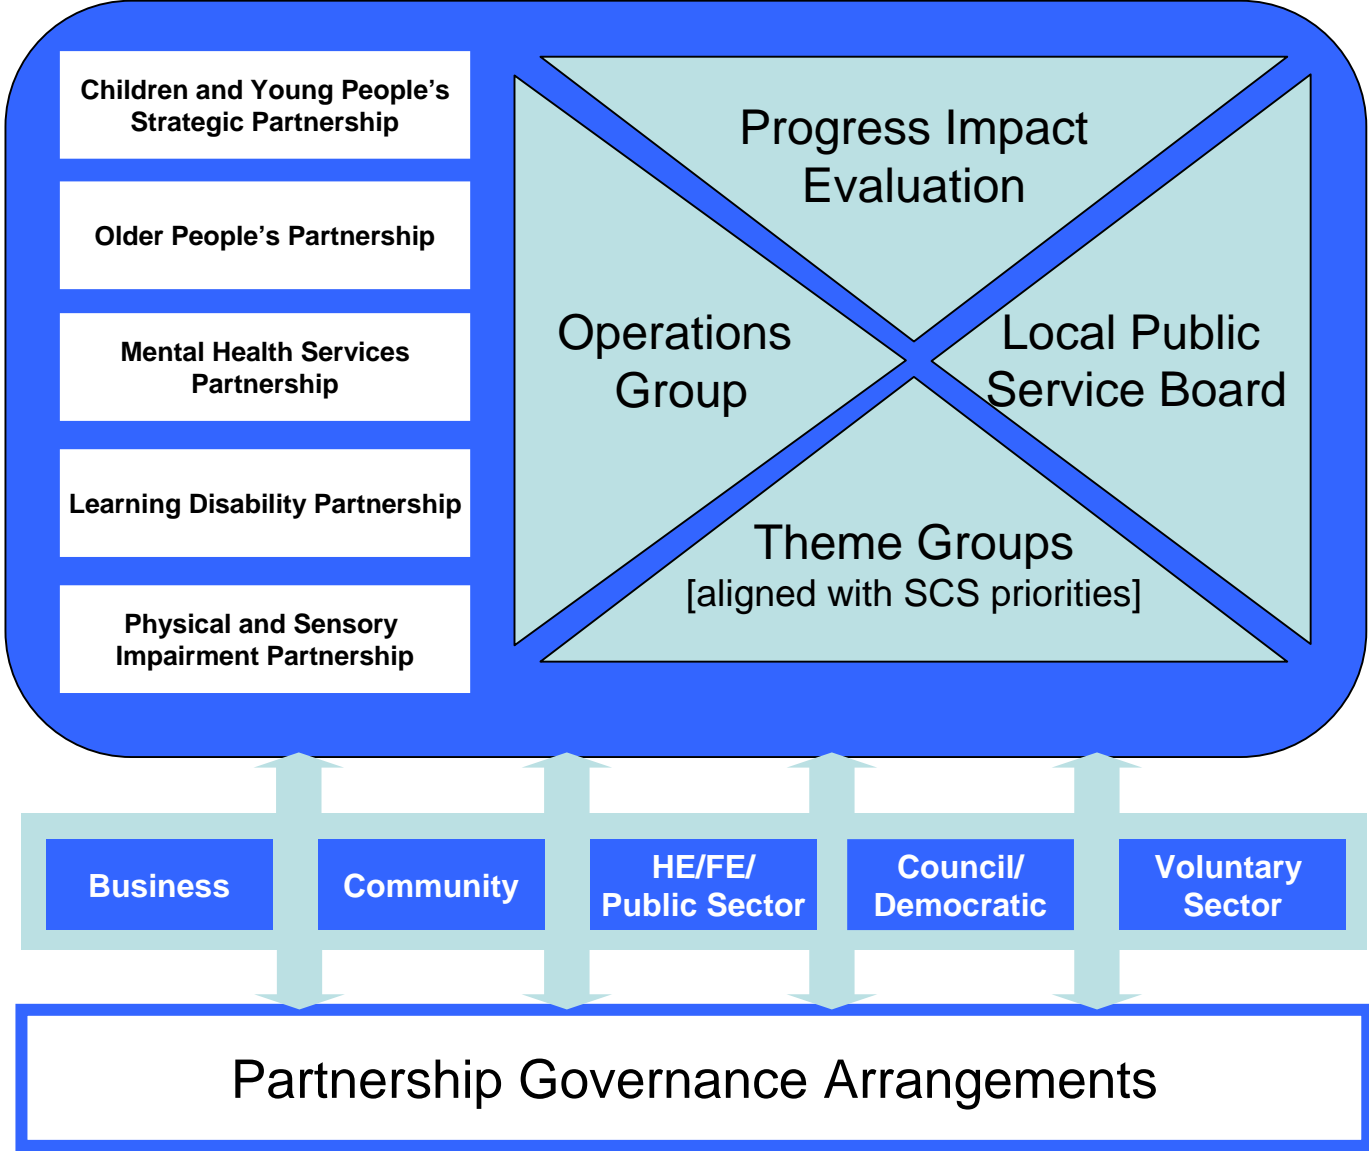 Children and Young People’s
Strategic Partnership
Older People’s Partnership
Mental Health Services
Partnership
Learning Disability Partnership
Physical and Sensory
Impairment Partnership
Progress Impact
Evaluation
Operations
Group
Local Public
Service Board
Theme Groups
[aligned with SCS priorities]
Business
Community
HE/FE/
Public Sector
Council/
Democratic
Voluntary
Sector
Partnership Governance Arrangements